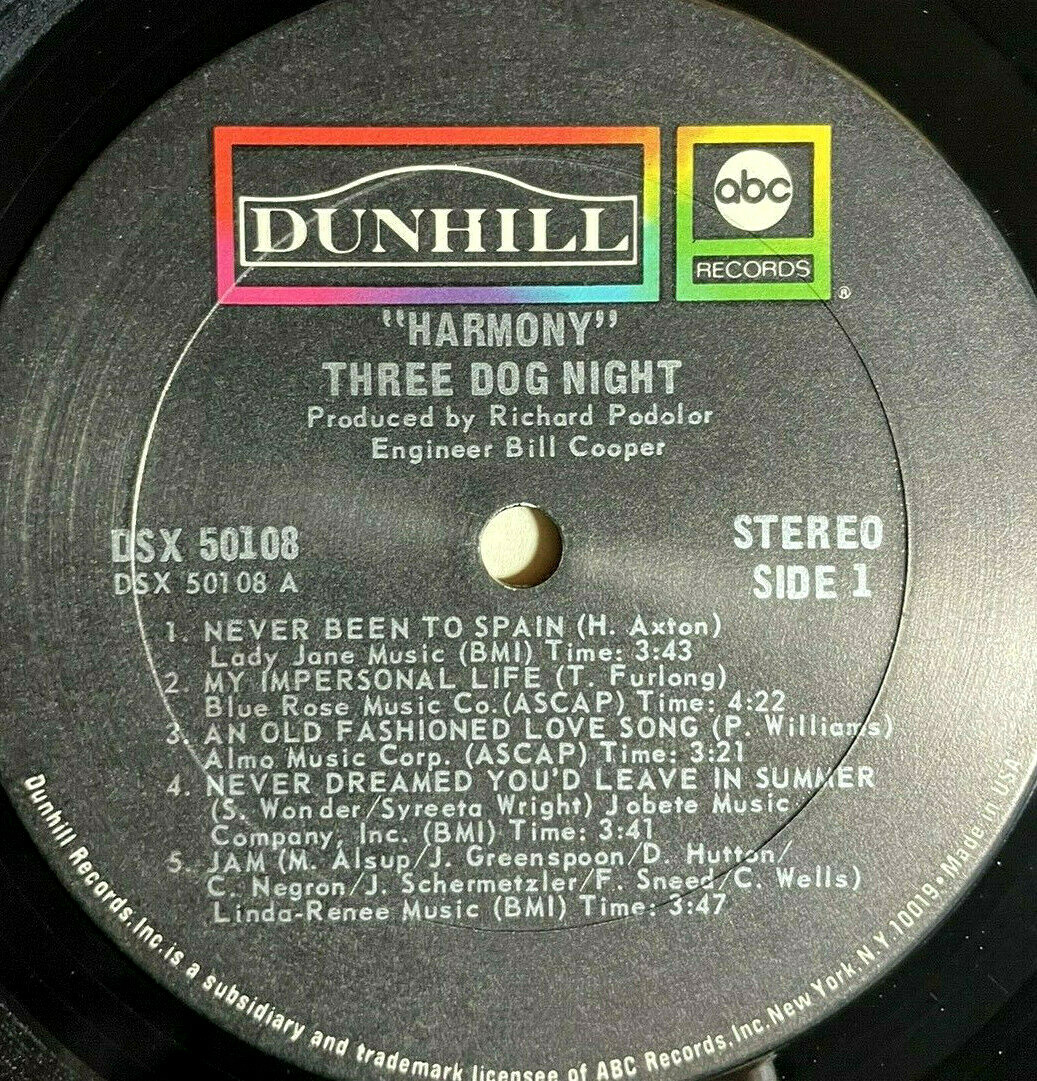 DUNHILL
abc
RECORDS
®
"HARMONY"
THREE DOG NIGHT
Produced by Richard Podolor
Engineer Bill Cooper
DSX 50108
DSX 50108 A
STEREO
SIDE 1
1. NEVER BEEN TO SPAIN (H. Axton)
Lady Jane Music (BMI) Time: 3:43
2. MY IMPERSONAL LIFE (T. Furlong)
Blue Rose Music Co.(ASCAP) Time: 4:22
3. AN OLD FASHIONED LOVE SONG (P. Williams)
Almo Music Corp. (ASCAP) Time: 3:21
4. NEVER DREAMED YOU'D LEAVE IN SUMMER
(S. Wonder/Syreeta Wright) Jobete Music
Company, Inc. (BMI) Time: 3:41
5. JAM (M. Alsup/J. Greenspoon/D. Hutton/
C. Negron/J. Schermetzler/F. Sneed/C. Wells)
Linda-Renee Music (BMI) Time: 3:47
Dunhill Records, Inc. is a subsidiary and trademark licensee of ABC Records, Inc. New York, N.Y. 10019 • Made in USA